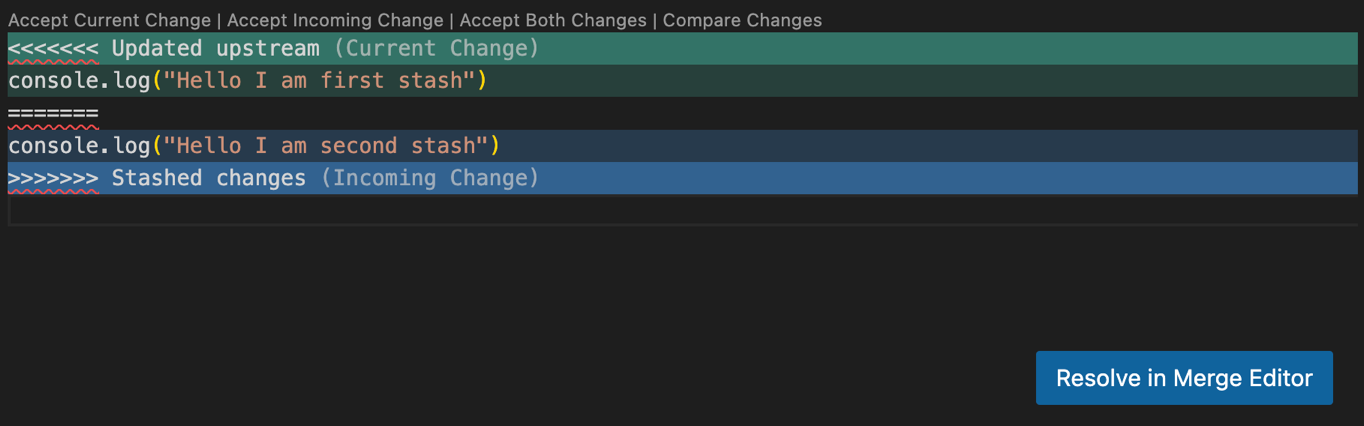 Accept Current Change | Accept Incoming Change | Accept Both Changes | Compare Changes
<<<<<<< Updated upstream (Current Change)
console.log("Hello I am first stash")
=======
console.log("Hello I am second stash")
>>>>>>> Stashed changes (Incoming Change)
Resolve in Merge Editor